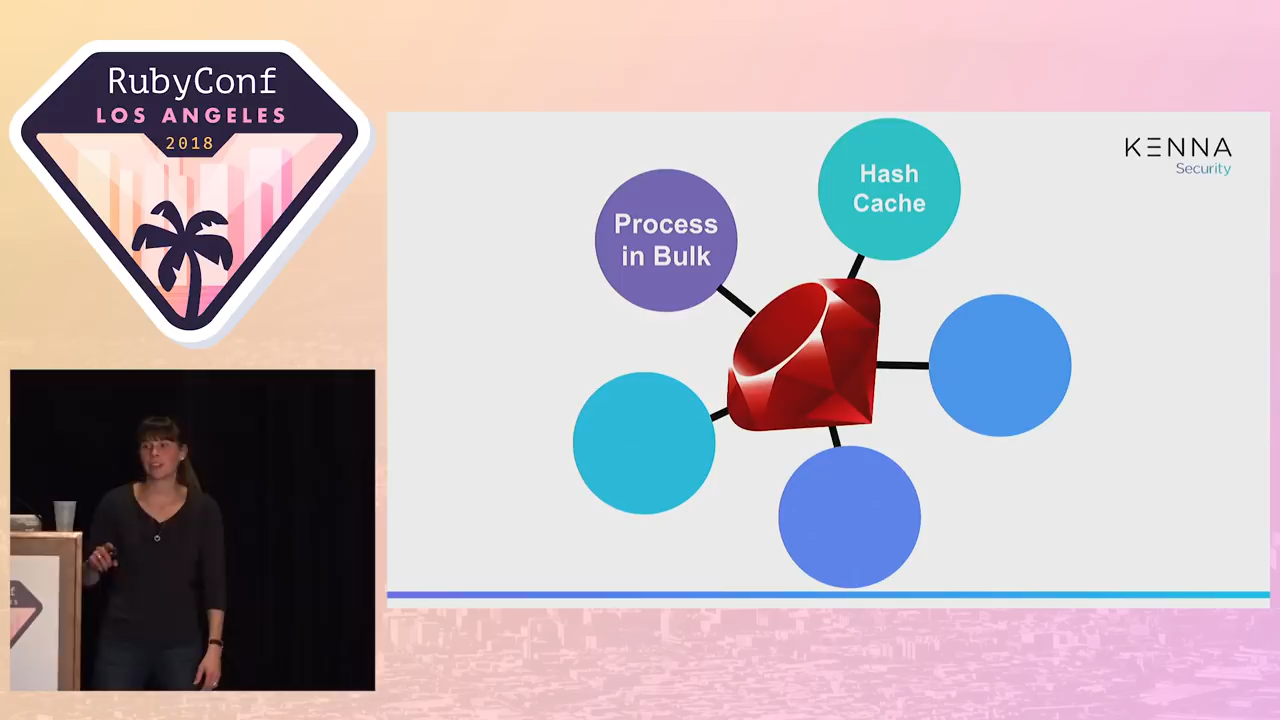 RubyConf
LOS ANGELES
2018
KENNA
Security
Hash
Cache
Process
in Bulk